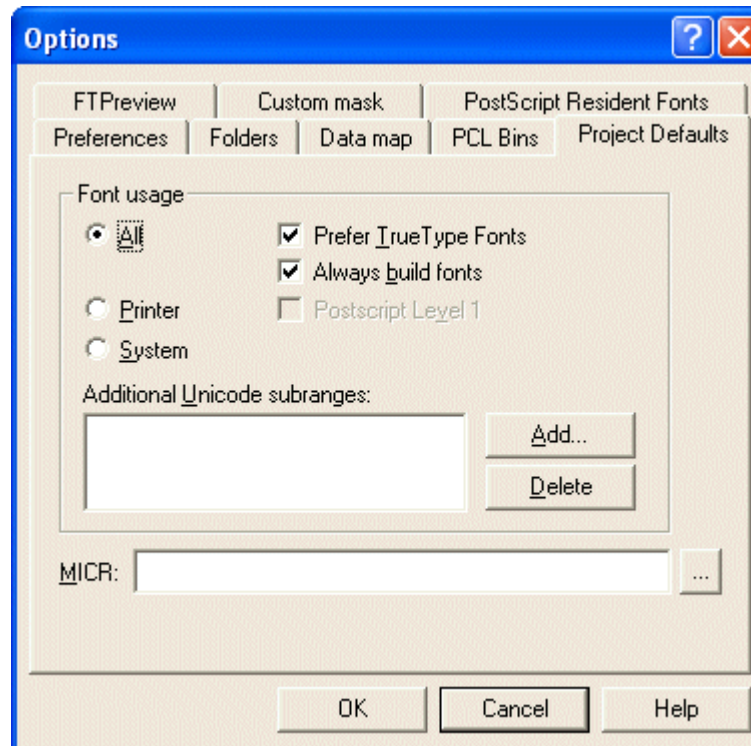 Options
FTPreview Custom mask PostScript Resident Fonts
Preferences Folders Data map PCL Bins Project Defaults
Font usage
All Prefer TrueType Fonts
Always build fonts
Printer Postscript Level 1
System
Additional Unicode subranges:
Add...
Delete
MICR: ...
OK Cancel Help